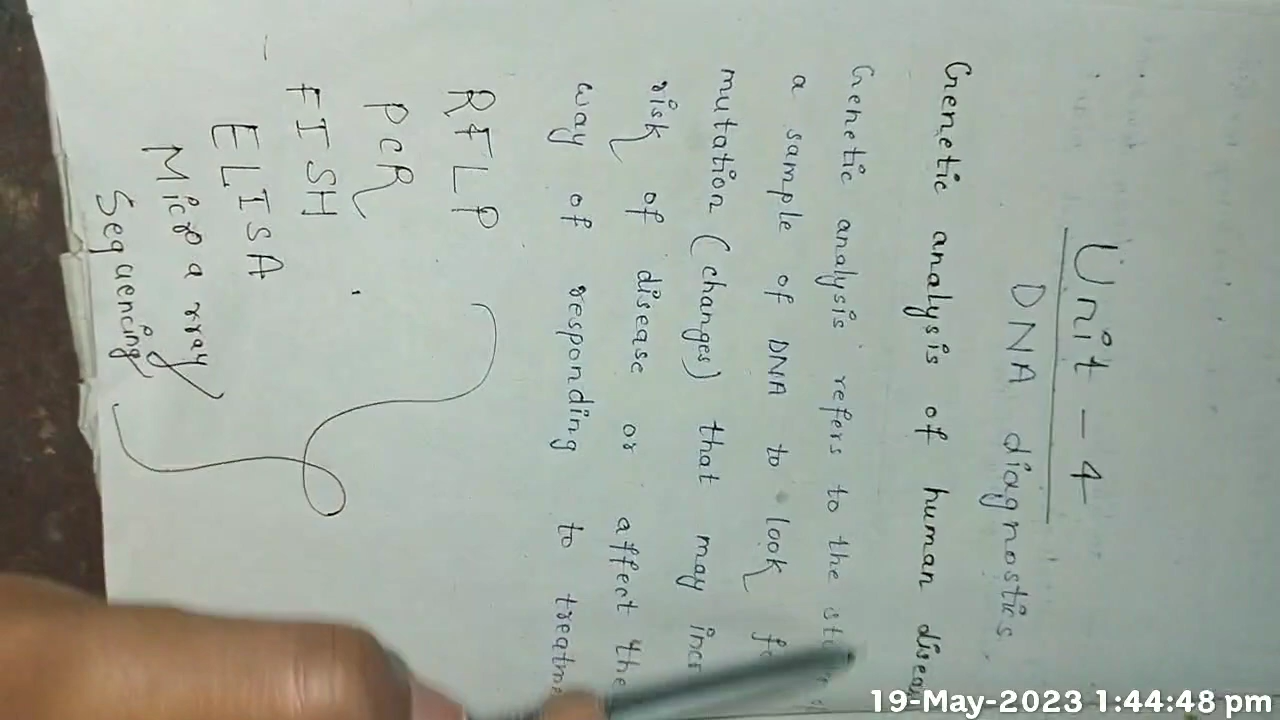 Unit - 4
DNA diagnostics.
Genetic analysis of human
Genetic analysis refers to the
a sample of DNA to look
mutation (changes) that may
risk of disease or affect the
way of responding to
RFLP
PCR
FISH
ELISA
Micro array
Sequencing
19-May-2023 1:44:48 pm